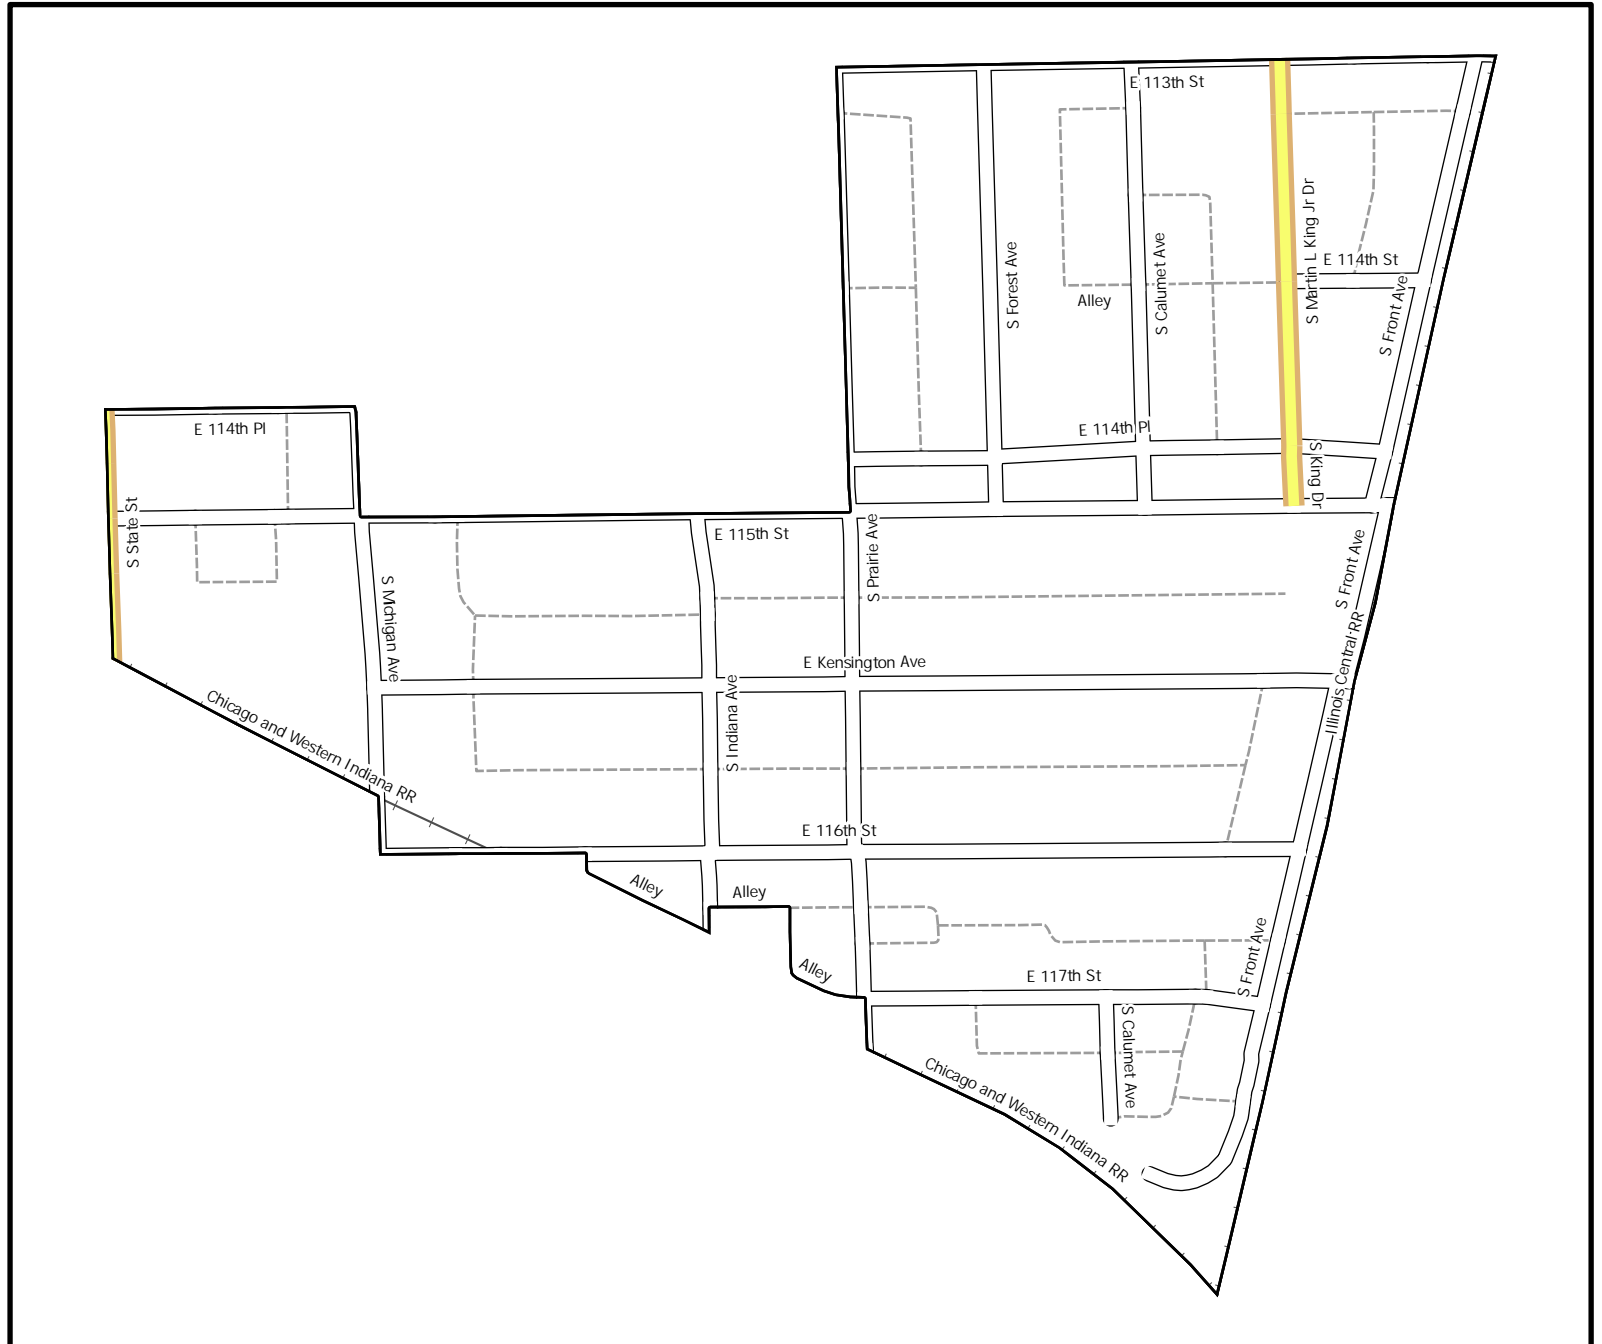 E 113th St
S Martin L King Jr Dr
S Forest Ave
S Calumet Ave
E 114th St
S Front Ave
Alley
E 114th Pl
E 114th Pl
S King Dr
S State St
E 115th St
S Prairie Ave
S Front Ave
S Michigan Ave
Illinois Central RR
E Kensington Ave
S Indiana Ave
Chicago and Western Indiana RR
E 116th St
Alley
Alley
Alley
S Front Ave
E 117th St
S Calumet Ave
Chicago and Western Indiana RR